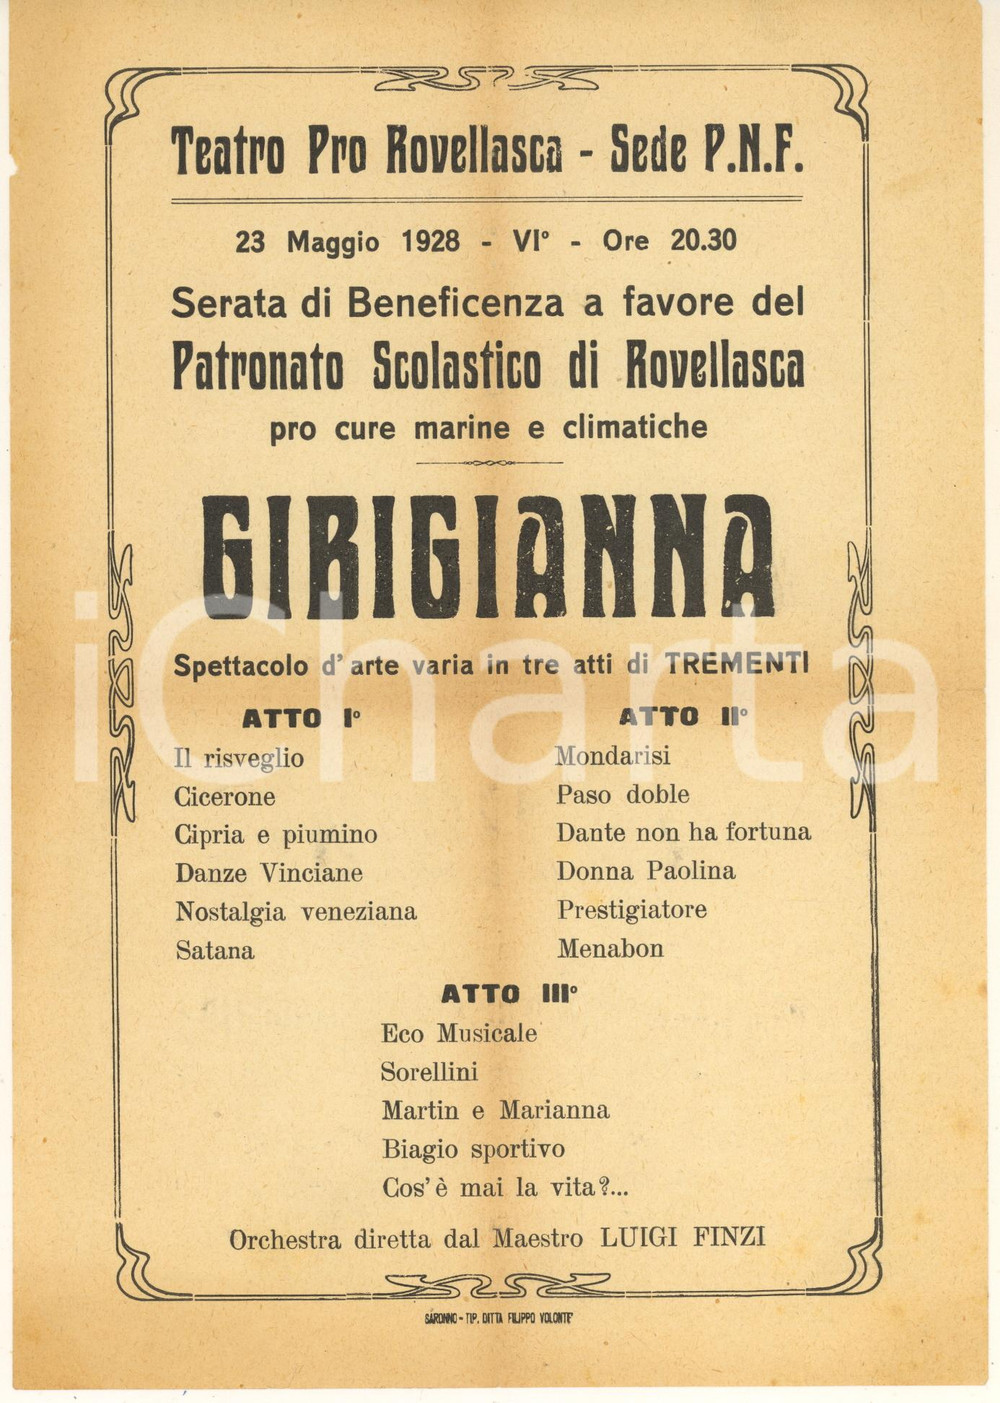 Teatro Pro Rovellasca - Sede P.N.F.
23 Maggio 1928 - VI° - Ore 20.30
Serata di Beneficenza a favore del
Patronato Scolastico di Rovellasca
pro cure marine e climatiche
GIRIGIANNA
Spettacolo d'arte varia in tre atti di TREMENTI
ATTO I°
Il risveglio
Cicerone
Cipria e piumino
Danze Vinciane
Nostalgia veneziana
Satana
ATTO II°
Mondarisi
Paso doble
Dante non ha fortuna
Donna Paolina
Prestigiatore
Menabon
ATTO III°
Eco Musicale
Sorellini
Martin e Marianna
Biagio sportivo
Cos'è mai la vita?...
Orchestra diretta dal Maestro LUIGI FINZI
SARONNO - TIP. DITTA FILIPPO VOLONTE'
iCharta